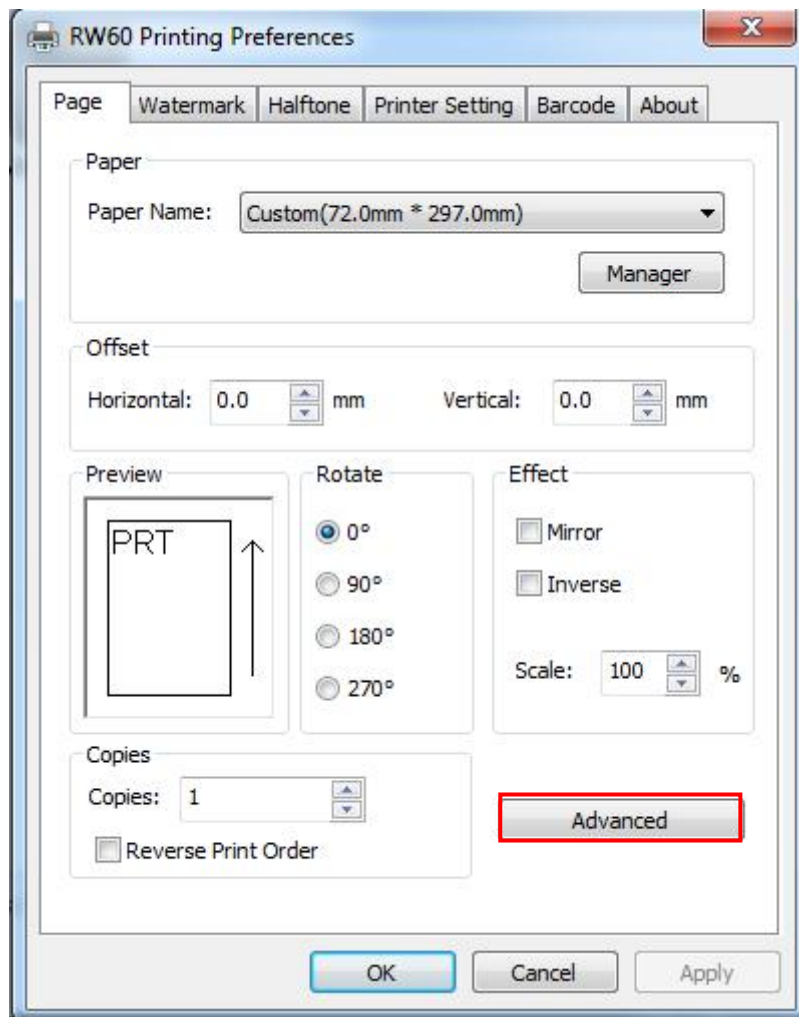 RW60 Printing Preferences
Page Watermark Halftone Printer Setting Barcode About
Paper
Paper Name: Custom(72.0mm * 297.0mm)
Manager
Offset
Horizontal: 0.0 mm Vertical: 0.0 mm
Preview
PRT
Rotate
0°
90°
180°
270°
Effect
Mirror
Inverse
Scale: 100 %
Copies
Copies: 1
Reverse Print Order
Advanced
OK Cancel Apply